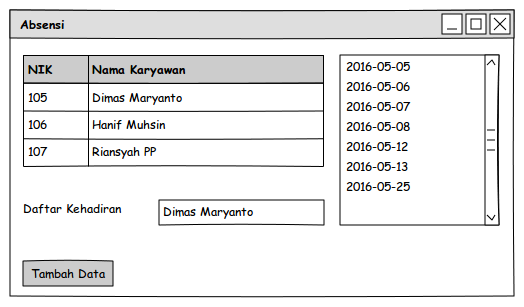 Absensi
NIK Nama Karyawan
105 Dimas Maryanto
106 Hanif Muhsin
107 Riansyah PP
2016-05-05
2016-05-06
2016-05-07
2016-05-08
2016-05-12
2016-05-13
2016-05-25
Daftar Kehadiran Dimas Maryanto
Tambah Data